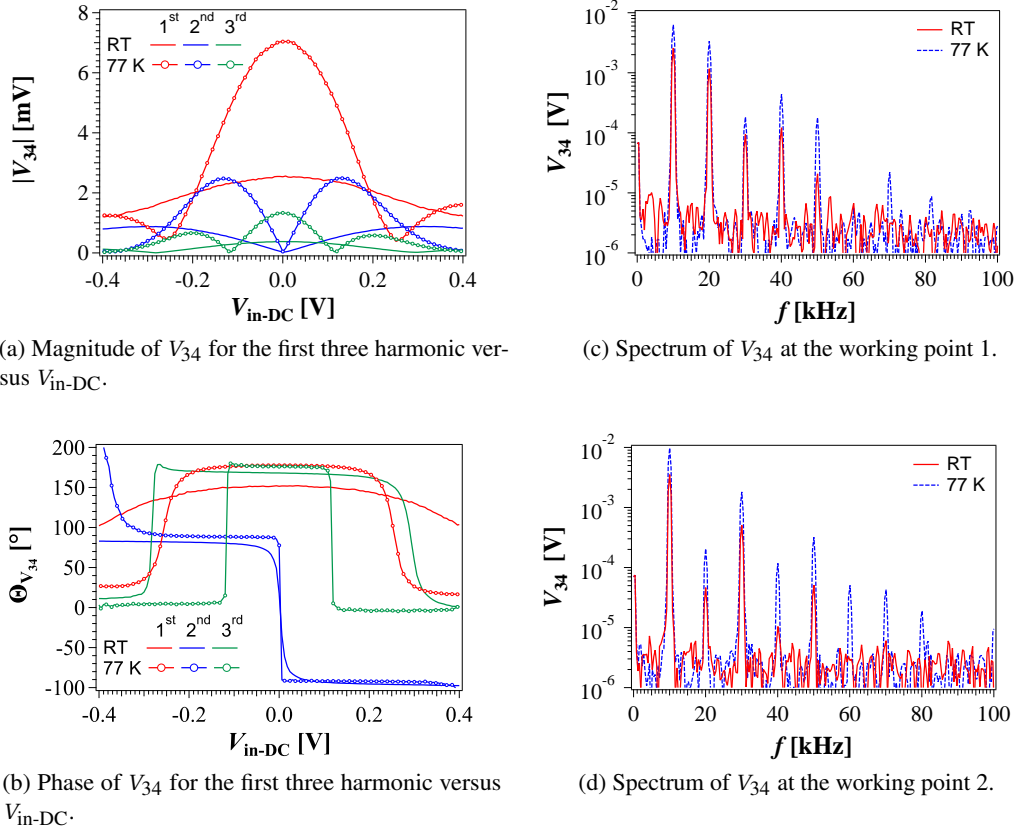 8
6
4
2
0
|V34| [mV]
1st 2nd 3rd
RT
77 K
-0.4 -0.2 0.0 0.2 0.4
Vin-DC [V]
(a) Magnitude of V34 for the first three harmonic ver-
sus Vin-DC.
10-2
10-3
10-4
10-5
10-6
V34 [V]
RT
77 K
0 20 40 60 80 100
f [kHz]
(c) Spectrum of V34 at the working point 1.
200
150
100
50
0
-50
-100
ΘV34 [°]
1st 2nd 3rd
RT
77 K
-0.4 -0.2 0.0 0.2 0.4
Vin-DC [V]
(b) Phase of V34 for the first three harmonic versus
Vin-DC.
10-2
10-3
10-4
10-5
10-6
V34 [V]
RT
77 K
0 20 40 60 80 100
f [kHz]
(d) Spectrum of V34 at the working point 2.